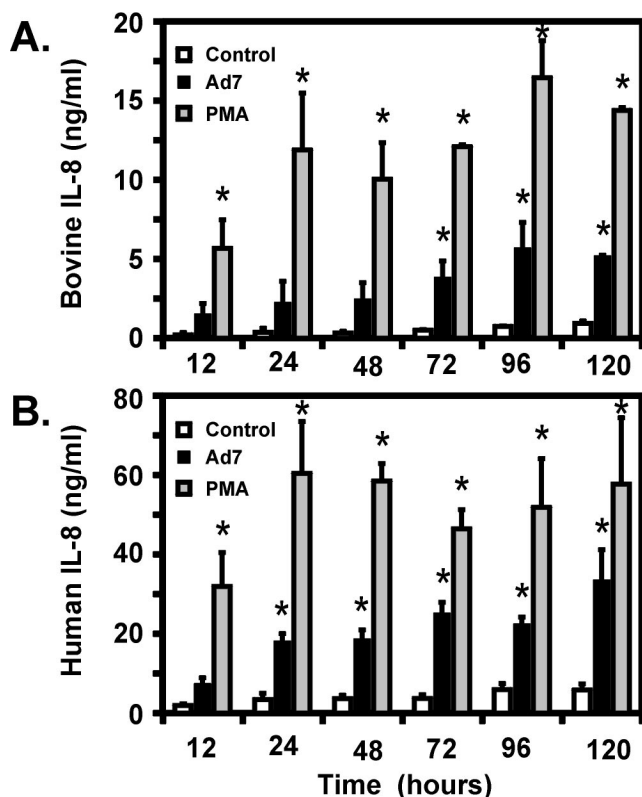 A.
Bovine IL-8 (ng/ml)
20
15
10
5
0
Control
Ad7
PMA
* * * * * * * * *
12 24 48 72 96 120
B.
Human IL-8 (ng/ml)
80
60
40
20
0
Control
Ad7
PMA
* * * * * * * * * * *
12 24 48 72 96 120
Time (hours)